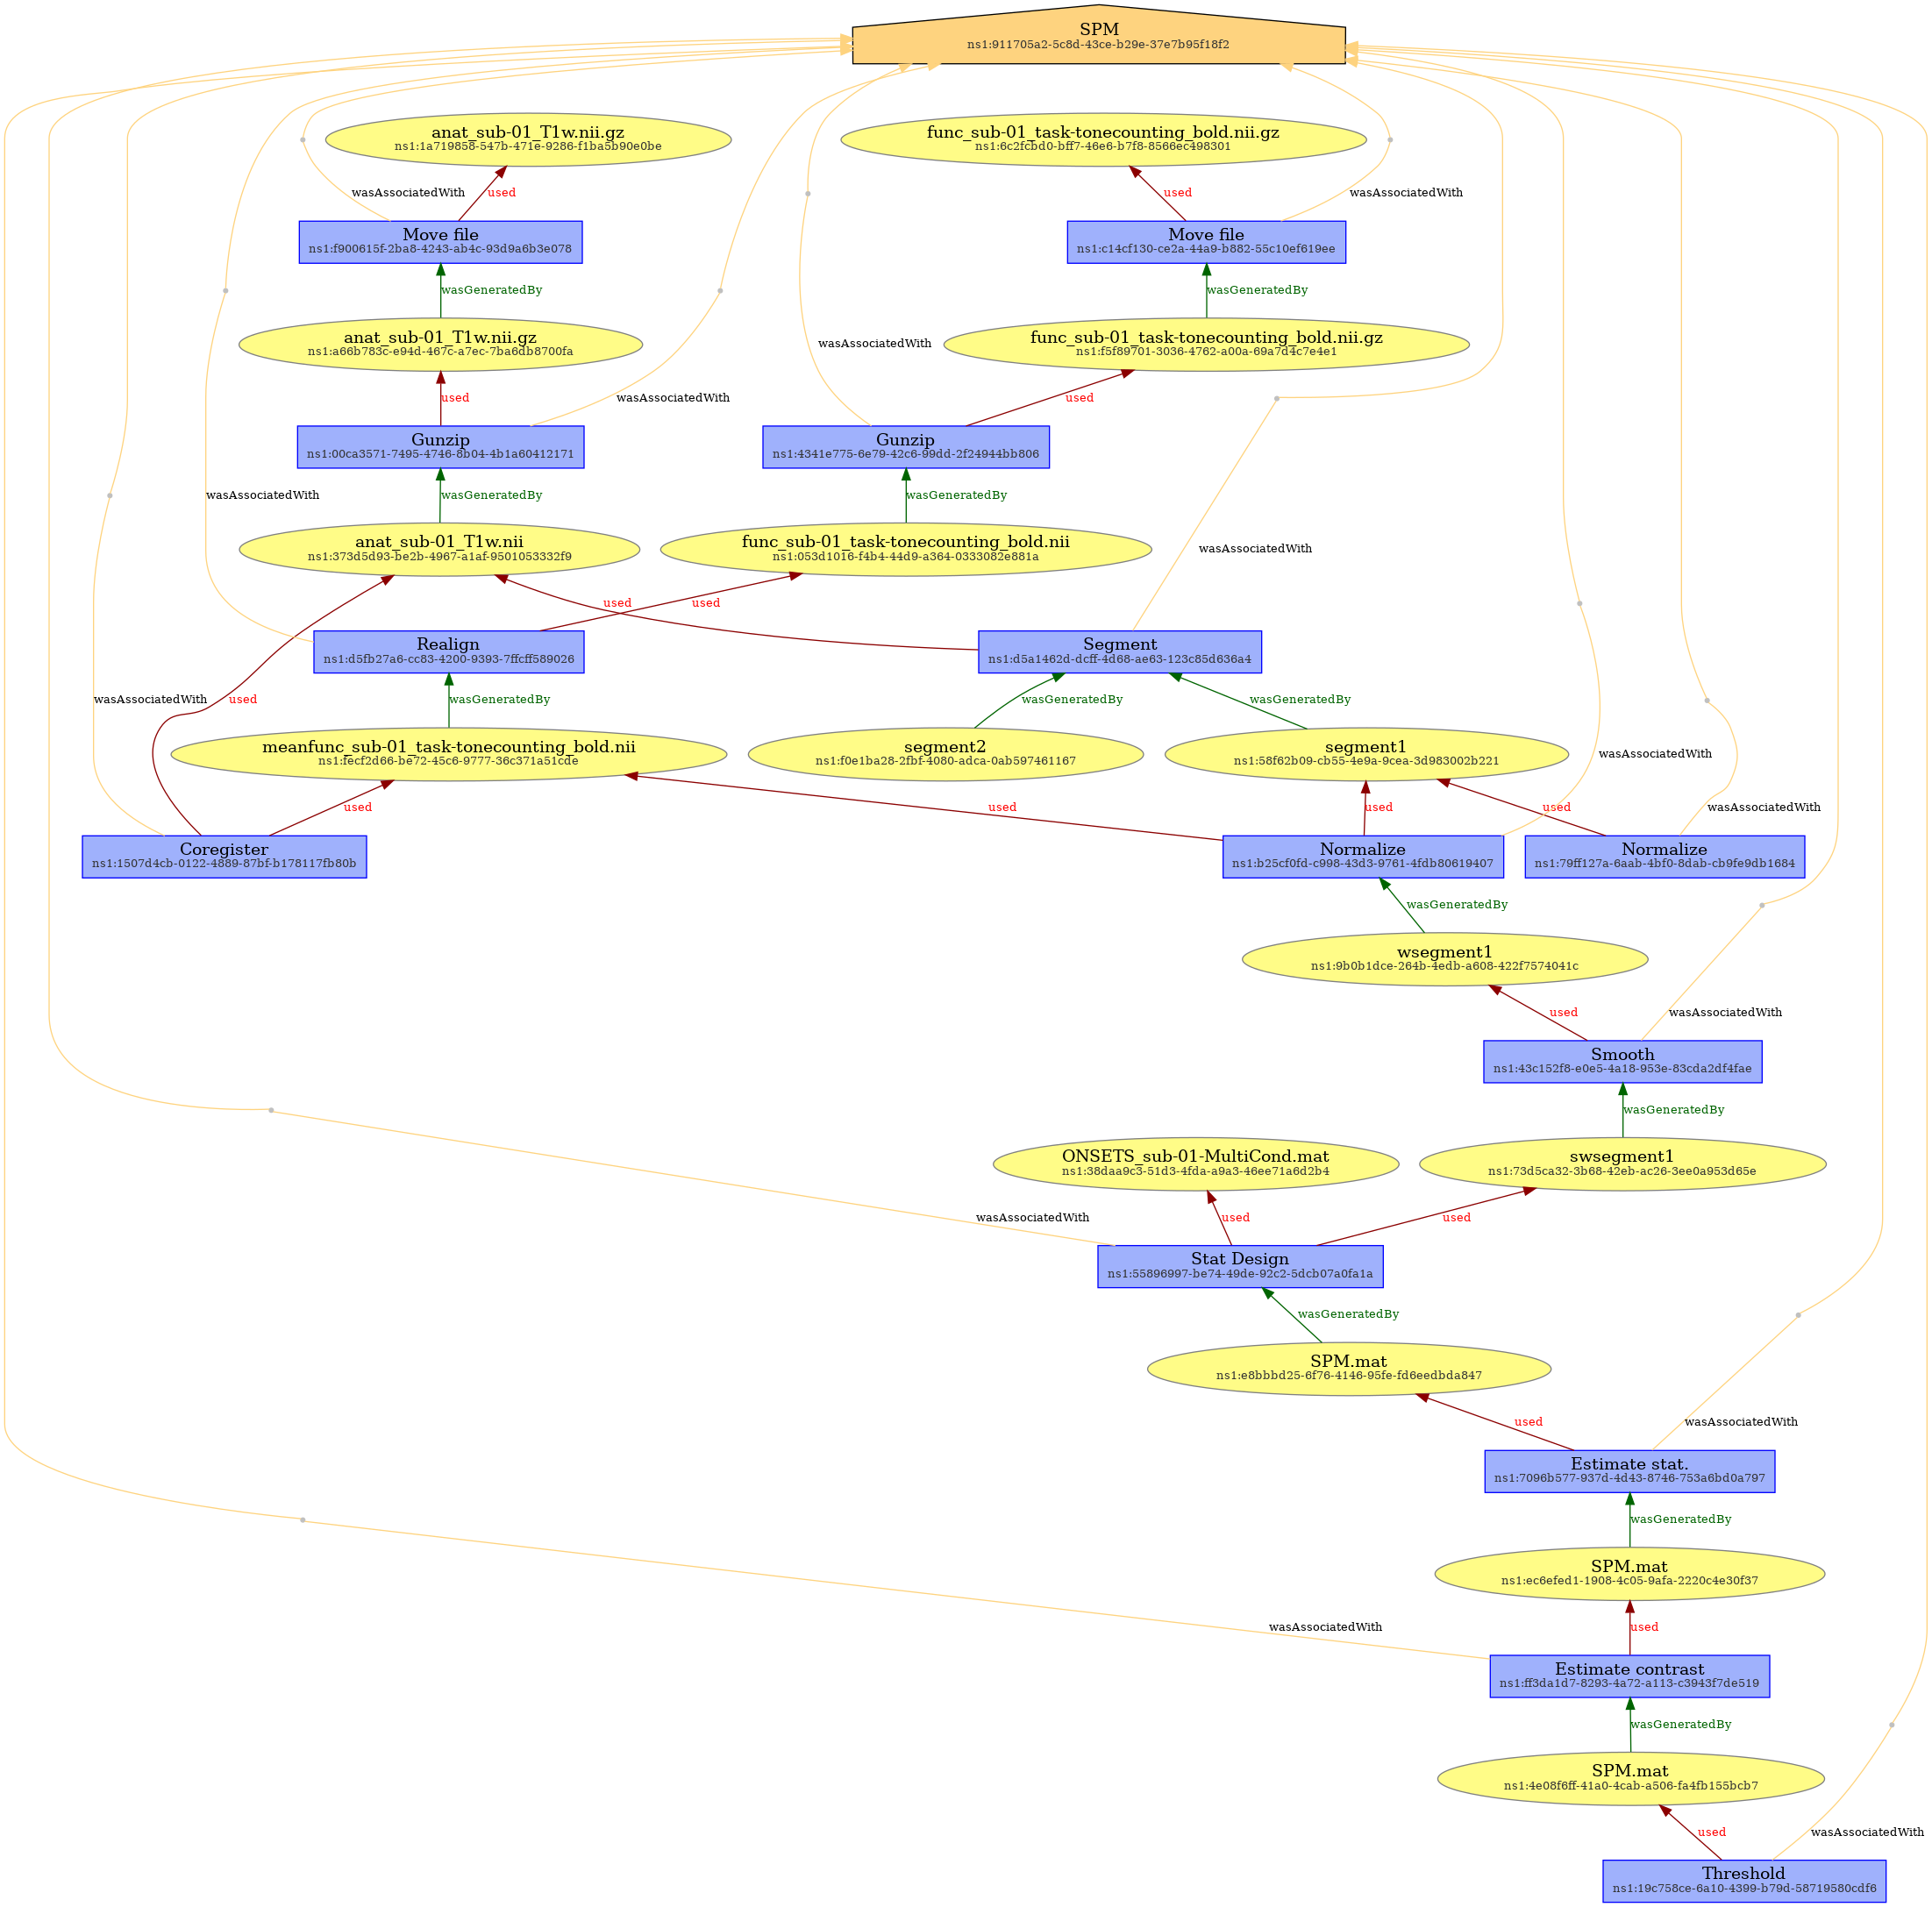 SPM
ns1:911705a2-5c8d-43ce-b29e-37e7b95f18f2
anat_sub-01_T1w.nii.gz
ns1:1a719858-547b-471e-9286-f1ba5b90e0be
func_sub-01_task-tonecounting_bold.nii.gz
ns1:6c2fcbd0-bff7-46e6-b7f8-8566ec498301
wasAssociatedWith
used
used
wasAssociatedWith
Move file
ns1:f900615f-2ba8-4243-ab4c-93d9a6b3e078
Move file
ns1:c14cf130-ce2a-44a9-b882-55c10ef619ee
wasGeneratedBy
wasGeneratedBy
anat_sub-01_T1w.nii.gz
ns1:a66b783c-e94d-467c-a7ec-7ba6db8700fa
wasAssociatedWith
func_sub-01_task-tonecounting_bold.nii.gz
ns1:f5f89701-3036-4762-a00a-69a7d4c7e4e1
used
wasAssociatedWith
used
Gunzip
ns1:00ca3571-7495-4746-8b04-4b1a60412171
Gunzip
ns1:4341e775-6e79-42c6-99dd-2f24944bb806
wasAssociatedWith
wasGeneratedBy
wasGeneratedBy
anat_sub-01_T1w.nii
ns1:373d5d93-be2b-4967-a1af-9501053332f9
func_sub-01_task-tonecounting_bold.nii
ns1:053d1016-f4b4-44d9-a364-0333082e881a
wasAssociatedWith
used
used
Realign
ns1:d5fb27a6-cc83-4200-9393-7ffcff589026
Segment
ns1:d5a1462d-dcff-4d68-ae63-123c85d636a4
wasAssociatedWith
used
wasGeneratedBy
wasGeneratedBy
wasGeneratedBy
meanfunc_sub-01_task-tonecounting_bold.nii
ns1:fecf2d66-be72-45c6-9777-36c371a51cde
segment2
ns1:f0e1ba28-2fbf-4080-adca-0ab597461167
segment1
ns1:58f62b09-cb55-4e9a-9cea-3d983002b221
wasAssociatedWith
used
used
used
used
wasAssociatedWith
Coregister
ns1:1507d4cb-0122-4889-87bf-b178117fb80b
Normalize
ns1:b25cf0fd-c998-43d3-9761-4fdb80619407
Normalize
ns1:79ff127a-6aab-4bf0-8dab-cb9fe9db1684
wasGeneratedBy
wsegment1
ns1:9b0b1dce-264b-4edb-a608-422f7574041c
used
wasAssociatedWith
Smooth
ns1:43c152f8-e0e5-4a18-953e-83cda2df4fae
wasGeneratedBy
ONSETS_sub-01-MultiCond.mat
ns1:38daa9c3-51d3-4fda-a9a3-46ee71a6d2b4
swsegment1
ns1:73d5ca32-3b68-42eb-ac26-3ee0a953d65e
wasAssociatedWith
used
used
Stat Design
ns1:55896997-be74-49de-92c2-5dcb07a0fa1a
wasGeneratedBy
SPM.mat
ns1:e8bbbd25-6f76-4146-95fe-fd6eedbda847
used
wasAssociatedWith
Estimate stat.
ns1:7096b577-937d-4d43-8746-753a6bd0a797
wasGeneratedBy
SPM.mat
ns1:ec6efed1-1908-4c05-9afa-2220c4e30f37
wasAssociatedWith
used
Estimate contrast
ns1:ff3da1d7-8293-4a72-a113-c3943f7de519
wasGeneratedBy
SPM.mat
ns1:4e08f6ff-41a0-4cab-a506-fa4fb155bcb7
used
wasAssociatedWith
Threshold
ns1:19c758ce-6a10-4399-b79d-58719580cdf6